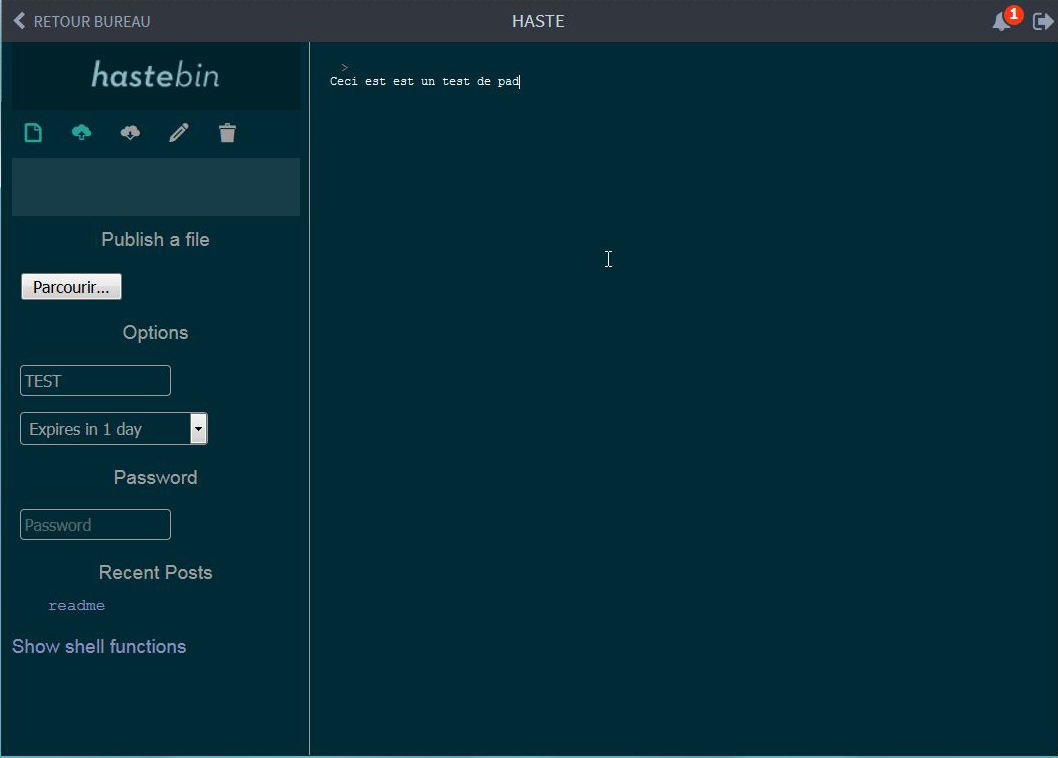 RETOUR BUREAU
HASTE
1
hastebin
>
Ceci est est un test de pad
Publish a file
Parcourir...
Options
TEST
Expires in 1 day
Password
Password
Recent Posts
readme
Show shell functions